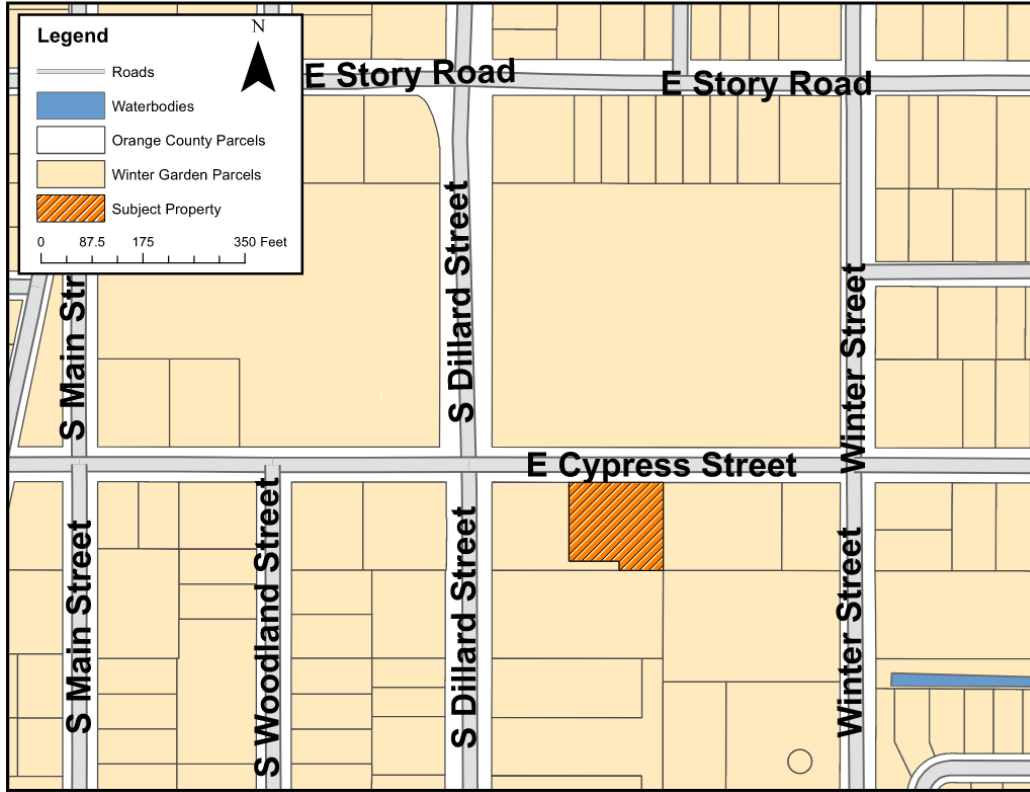 Legend
N
Roads
Waterbodies
Orange County Parcels
Winter Garden Parcels
Subject Property
0 87.5 175 350 Feet
E Story Road
E Story Road
S Main Str
S Dillard Street
Winter Street
E Cypress Street
S Main Street
S Woodland Street
S Dillard Street
Winter Street